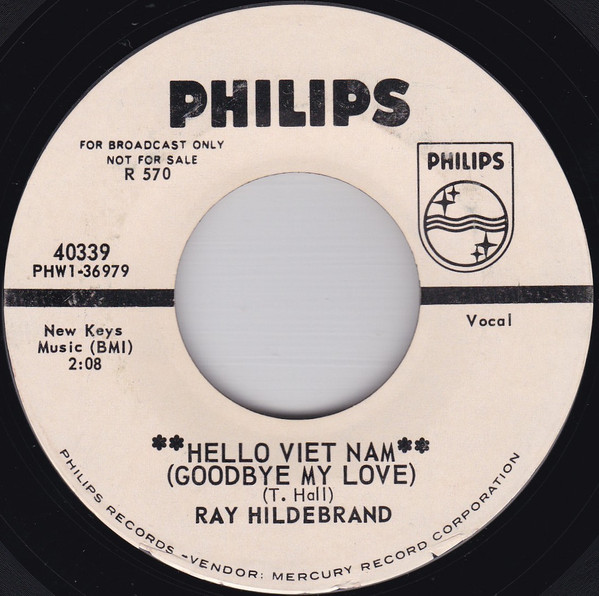 PHILIPS
FOR BROADCAST ONLY
NOT FOR SALE
R 570
PHILIPS
40339
PHW1-36979
New Keys
Music (BMI)
2:08
Vocal
**HELLO VIET NAM**
(GOODBYE MY LOVE)
(T. Hall)
RAY HILDEBRAND
PHILIPS RECORDS -VENDOR: MERCURY RECORD CORPORATION